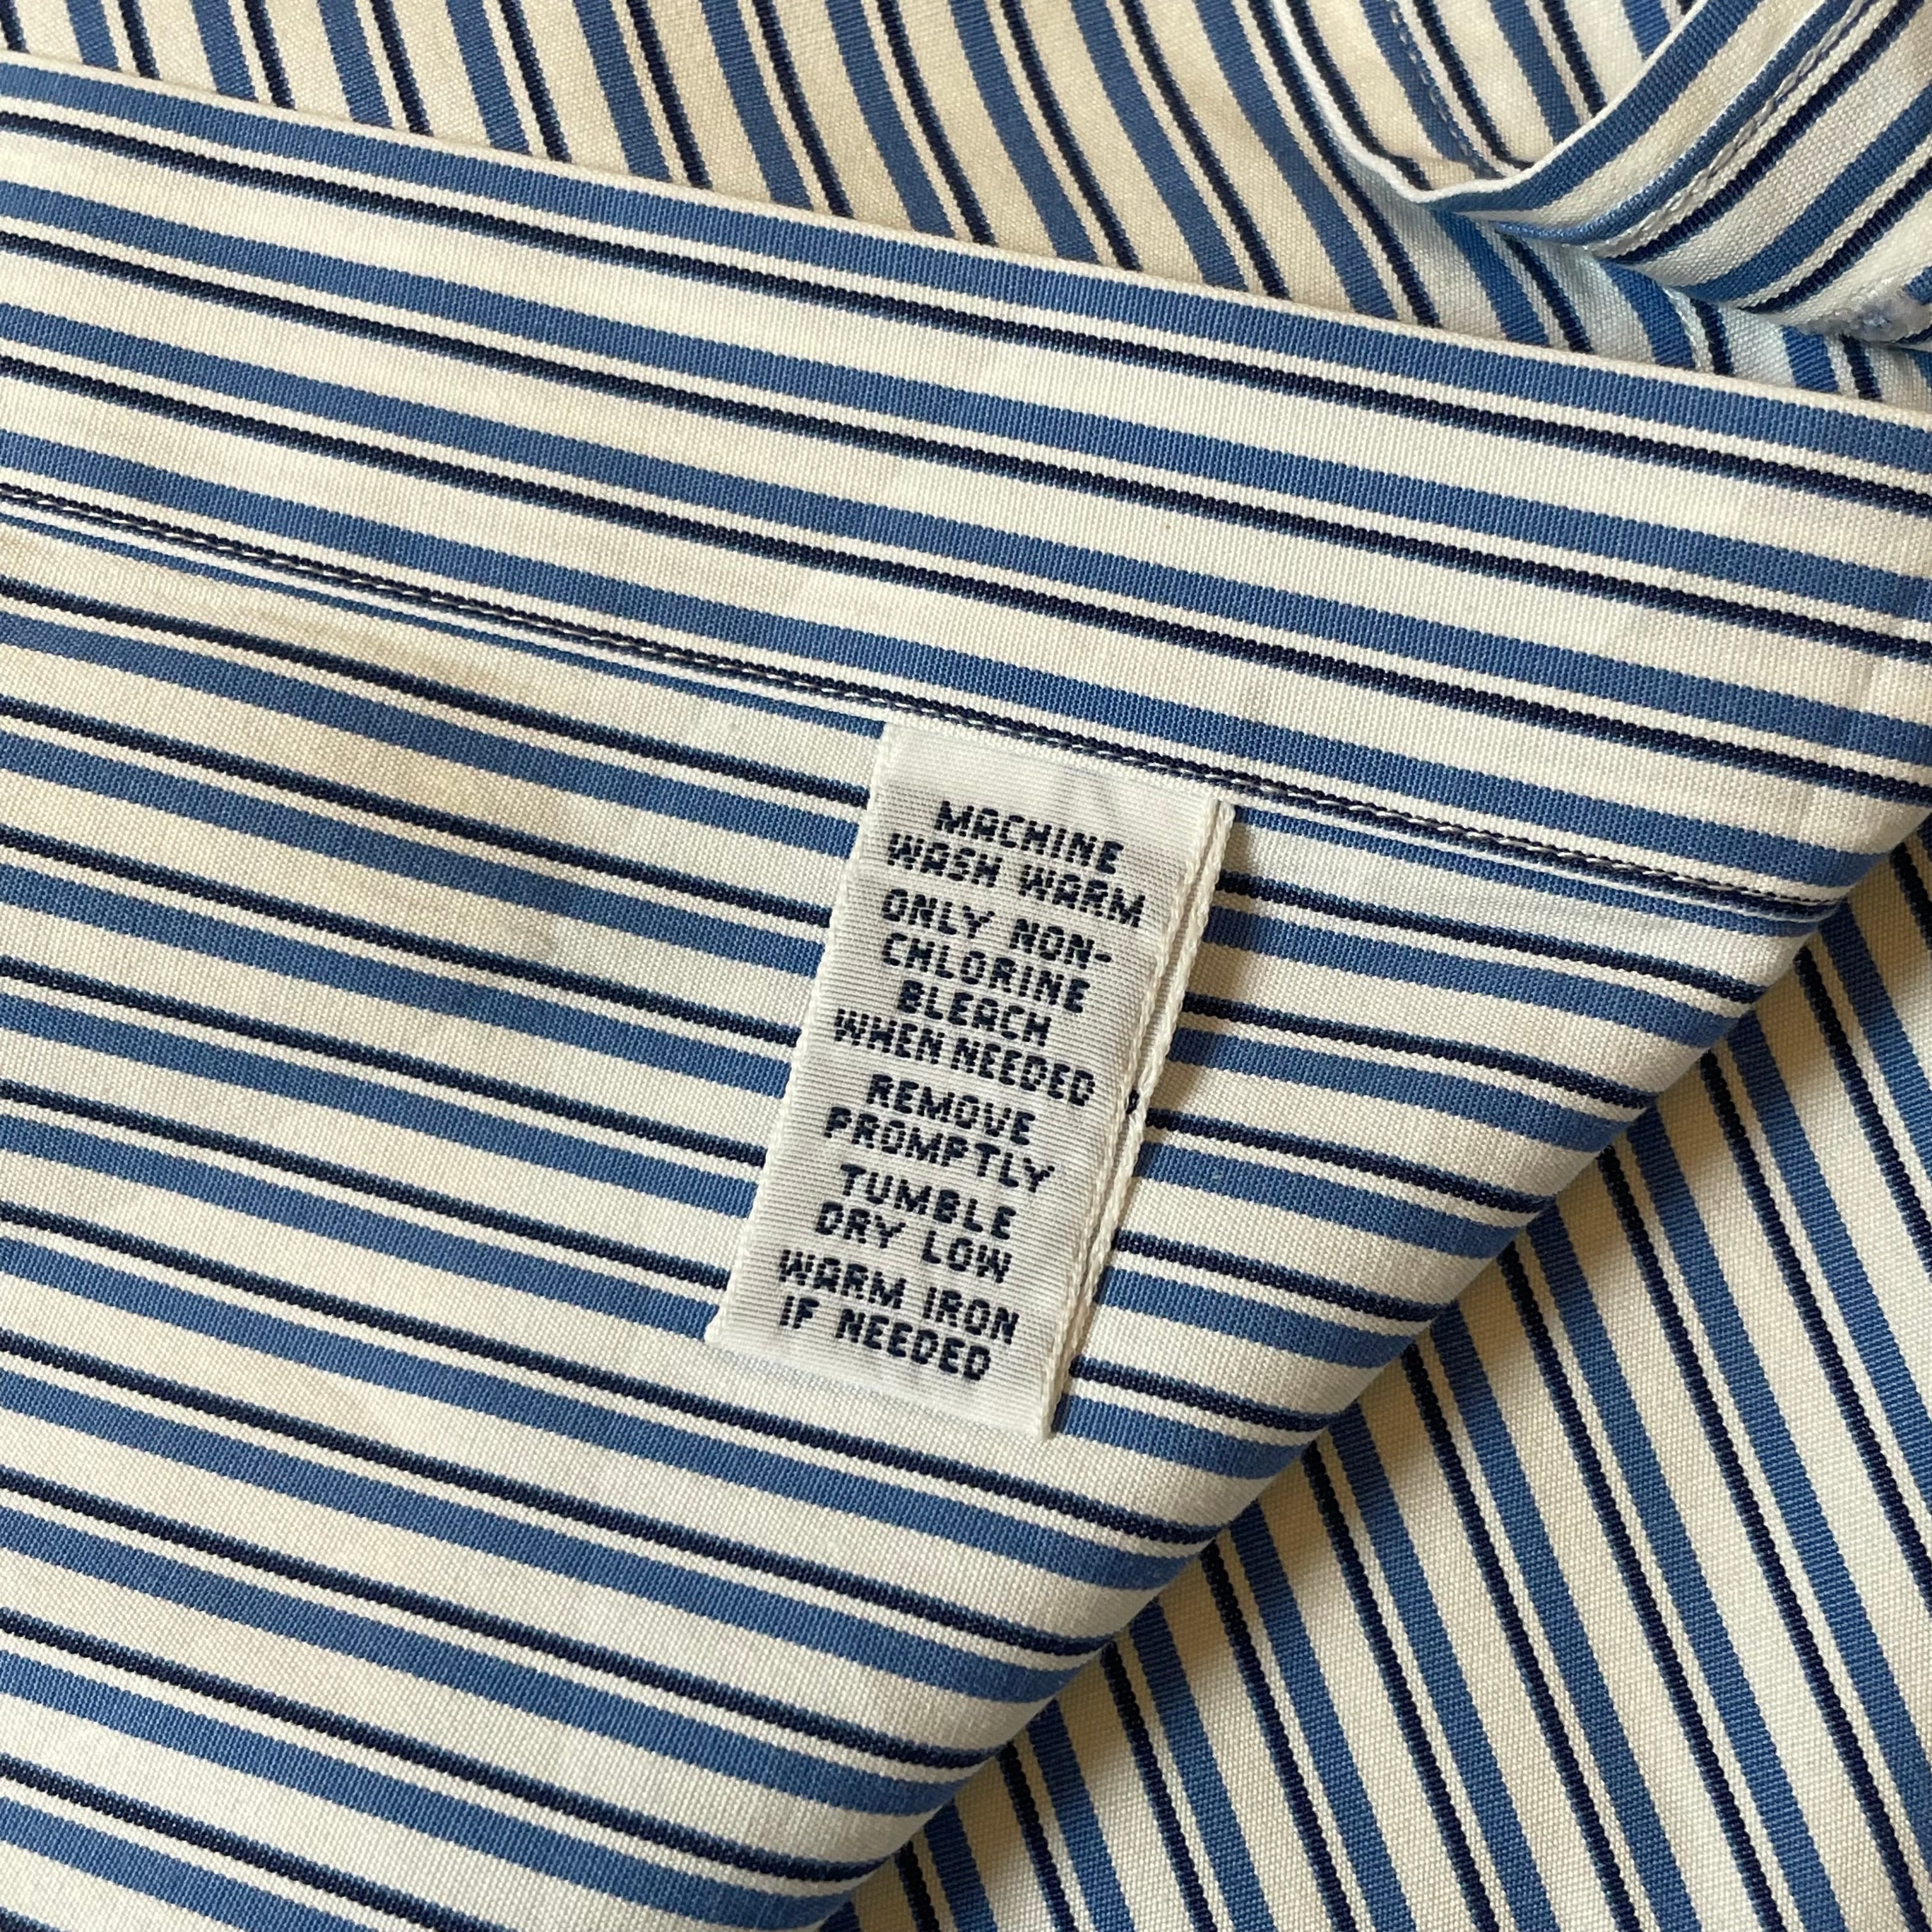 MACHINE
WASH WARM
ONLY NON-
CHLORINE
BLEACH
WHEN NEEDED
REMOVE
PROMPTLY
TUMBLE
DRY LOW
WARM IRON
IF NEEDED